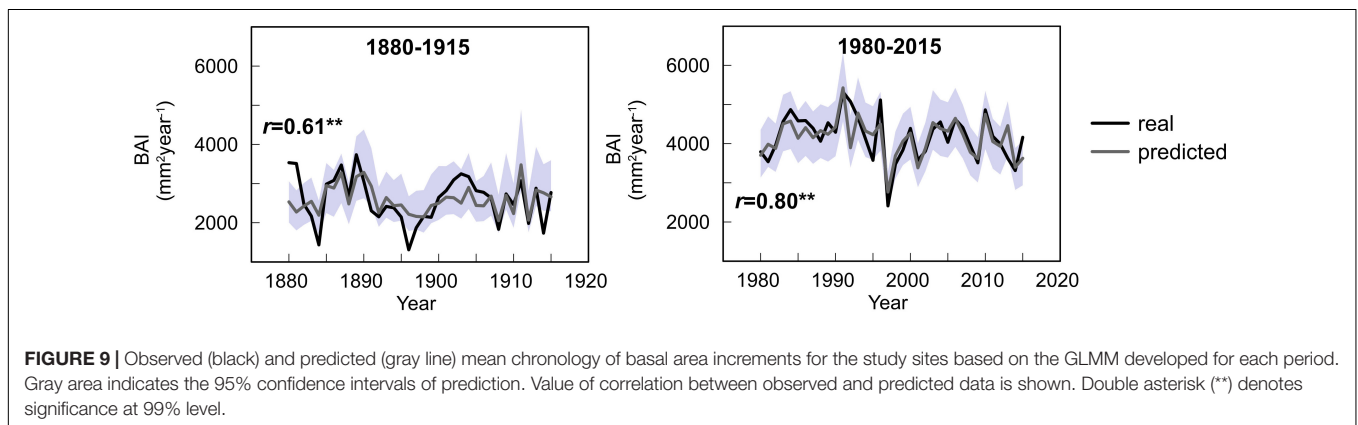 1880-1915
6000
4000
2000
BAI
(mm²year⁻¹)
r=0.61**
1880 1890 1900 1910 1920
Year
1980-2015
6000
4000
2000
BAI
(mm²year⁻¹)
r=0.80**
1980 1990 2000 2010 2020
Year
real
predicted
FIGURE 9 | Observed (black) and predicted (gray line) mean chronology of basal area increments for the study sites based on the GLMM developed for each period.
Gray area indicates the 95% confidence intervals of prediction. Value of correlation between observed and predicted data is shown. Double asterisk (**) denotes
significance at 99% level.